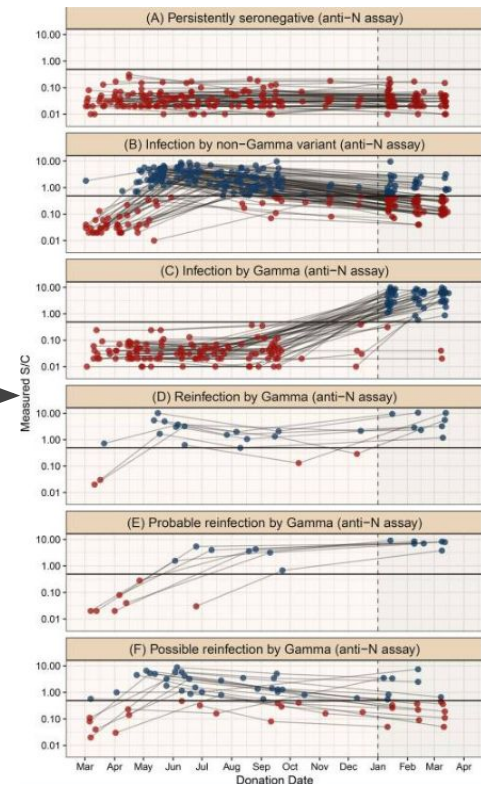 (A) Persistently seronegative (anti−N assay)
10.00
1.00
0.10
0.01
(B) Infection by non-Gamma variant (anti−N assay)
10.00
1.00
0.10
0.01
(C) Infection by Gamma (anti−N assay)
10.00
1.00
0.10
0.01
Measured S/C
(D) Reinfection by Gamma (anti−N assay)
10.00
1.00
0.10
0.01
(E) Probable reinfection by Gamma (anti−N assay)
10.00
1.00
0.10
0.01
(F) Possible reinfection by Gamma (anti−N assay)
10.00
1.00
0.10
0.01
Mar Apr May Jun Jul Aug Sep Oct Nov Dec Jan Feb Mar Apr
Donation Date